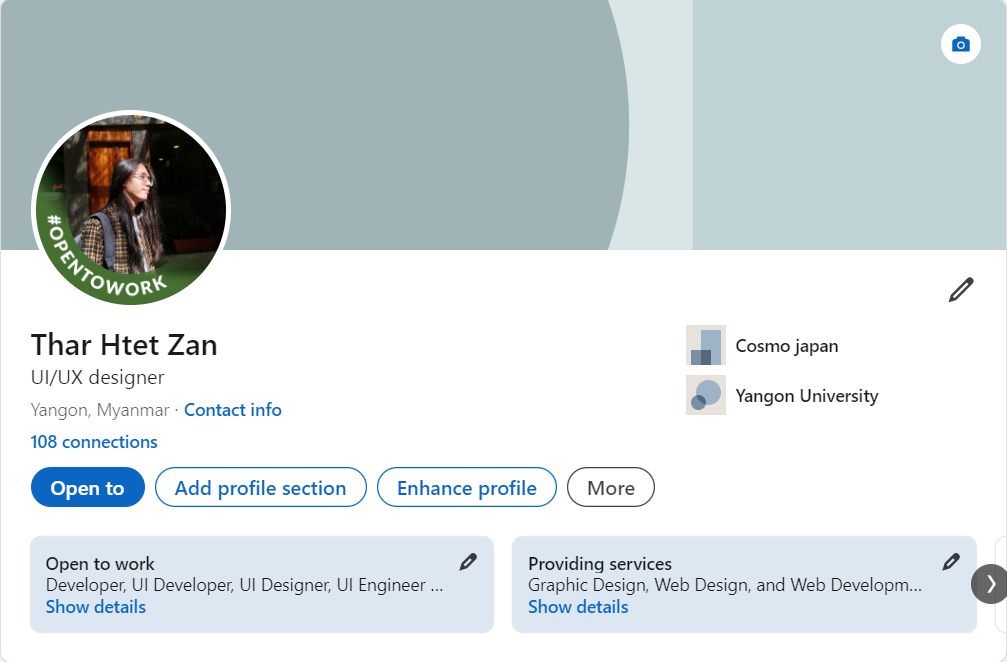 #OPENTOWORK
Thar Htet Zan
UI/UX designer
Yangon, Myanmar · Contact info
108 connections
Cosmo japan
Yangon University
Open to
Add profile section
Enhance profile
More
Open to work
Developer, UI Developer, UI Designer, UI Engineer ...
Show details
Providing services
Graphic Design, Web Design, and Web Developm...
Show details